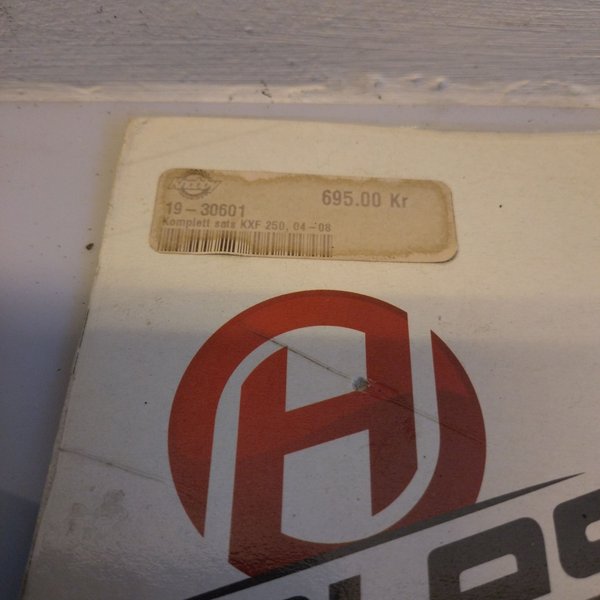 695.00 Kr
19-30601
Komplett sats KXF 250, 04-08
H